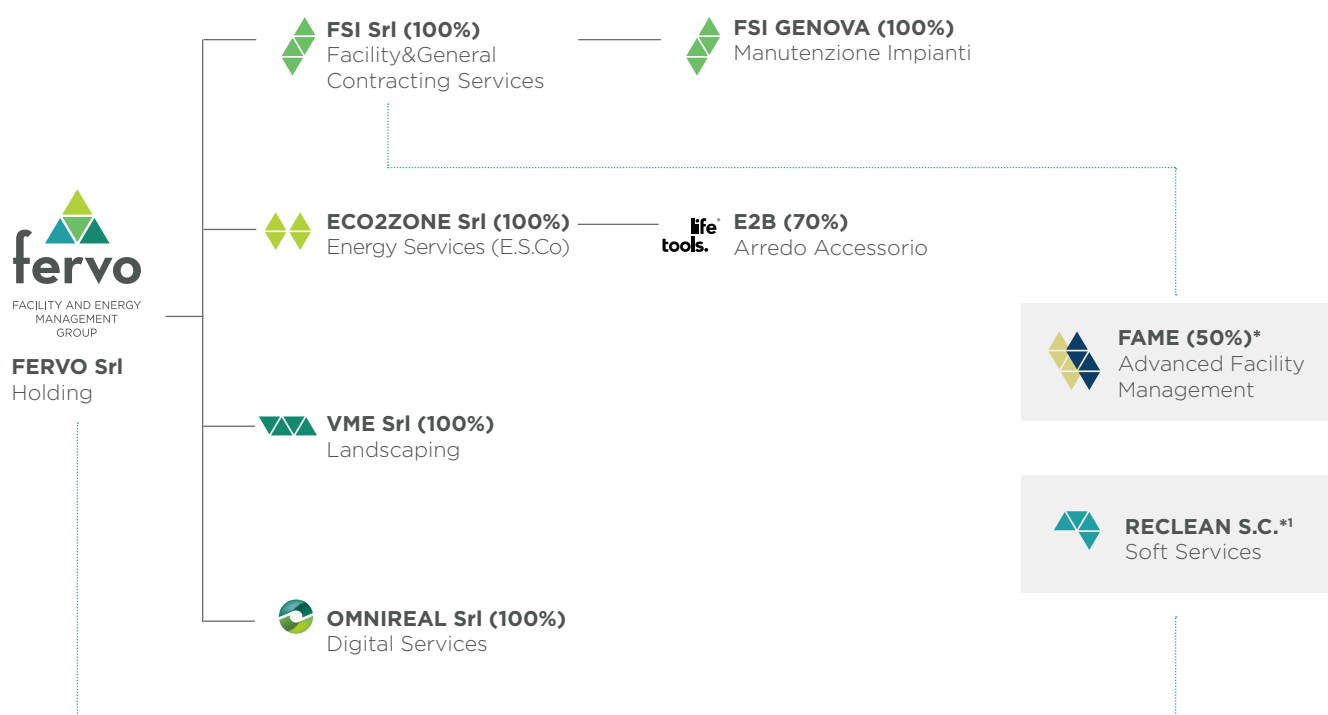 FSI Srl (100%)
Facility&General
Contracting Services
FSI GENOVA (100%)
Manutenzione Impianti
fervo
FACILITY AND ENERGY
MANAGEMENT
GROUP
FERVO Srl
Holding
ECO2ZONE Srl (100%)
Energy Services (E.S.Co)
life®
tools.
E2B (70%)
Arredo Accessorio
FAME (50%)*
Advanced Facility
Management
VME Srl (100%)
Landscaping
RECLEAN S.C.*¹
Soft Services
OMNIREAL Srl (100%)
Digital Services